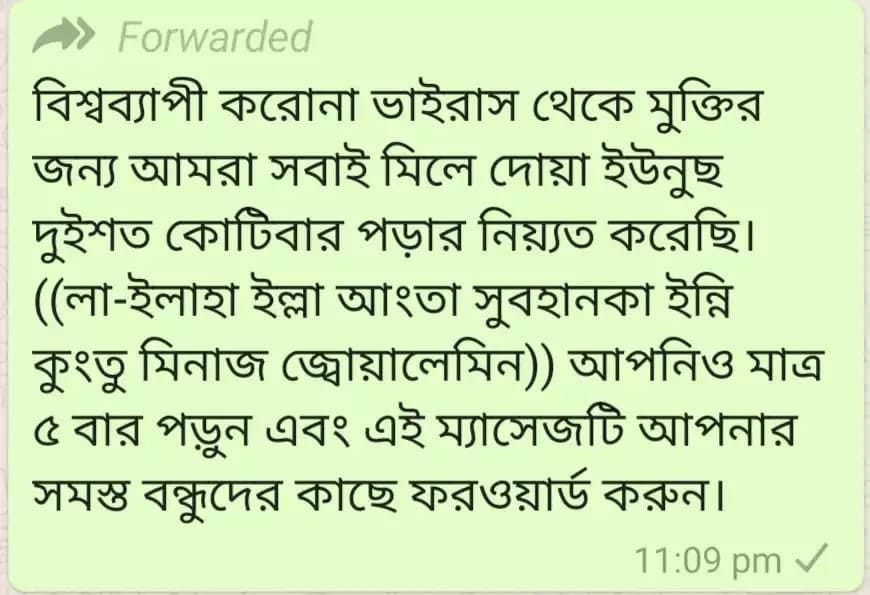 Forwarded
বিশ্বব্যাপী করোনা ভাইরাস থেকে মুক্তির
জন্য আমরা সবাই মিলে দোয়া ইউনুছ
দুইশত কোটিবার পড়ার নিয়্যত করেছি।
((লা-ইলাহা ইল্লা আংতা সুবহানকা ইন্নি
কুংতু মিনাজ জ্বোয়ালেমিন)) আপনিও মাত্র
৫ বার পড়ুন এবং এই ম্যাসেজটি আপনার
সমস্ত বন্ধুদের কাছে ফরওয়ার্ড করুন।
11:09 pm